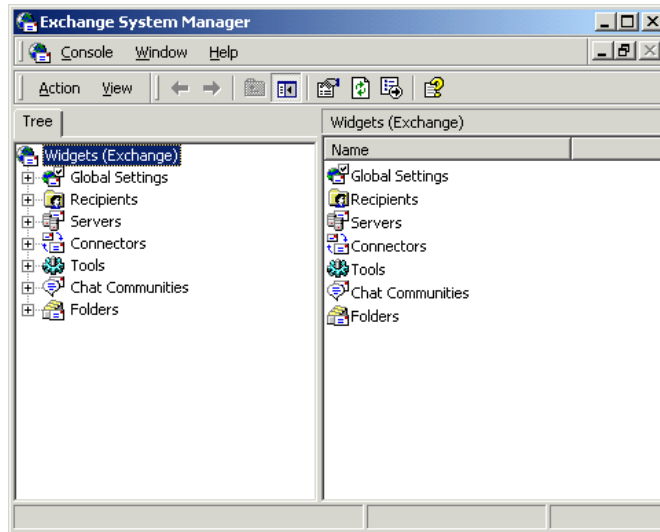 Exchange System Manager
Console Window Help
Action View
Tree
Widgets (Exchange)
Widgets (Exchange)
Global Settings
Recipients
Servers
Connectors
Tools
Chat Communities
Folders
Name
Global Settings
Recipients
Servers
Connectors
Tools
Chat Communities
Folders